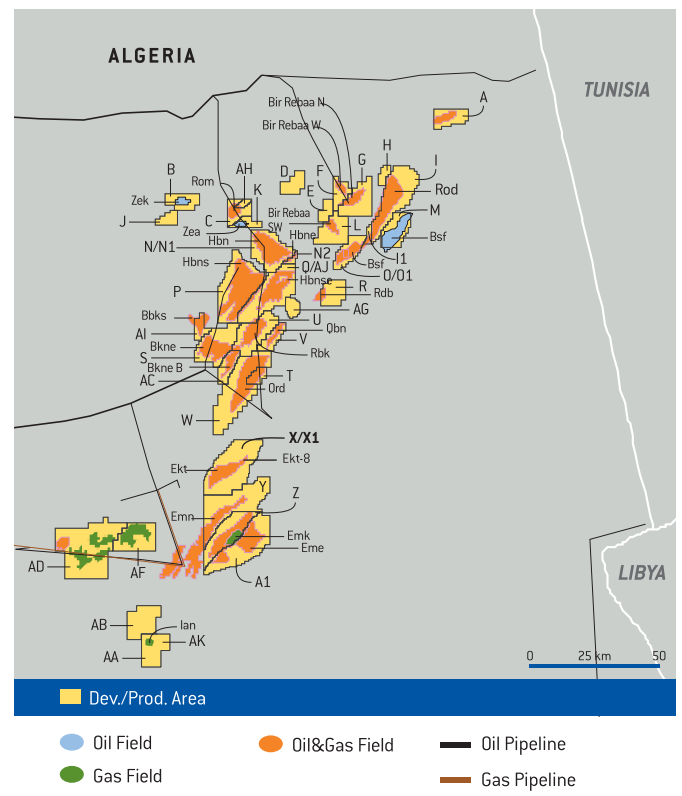 ALGERIA
TUNISIA
Bir Rebaa N
A
Bir Rebaa W
H
B
AH
D
F
G
I
Rom
K
E
Rod
Zek
M
J
C
Bir Rebaa
SW
L
Zea
Hbn
Hbne
Bsf
N/N1
N2
I1
Hbns
Q/AJ
Bsf
O/O1
Hbnse
P
R
Rdb
AG
Bbks
U
AI
Qbn
Bkne
V
S
Rbk
Bkne B
AC
T
Ord
W
X/X1
Ekt
Ekt-8
Y
Z
Emn
Emk
Eme
AD
AF
A1
LIBYA
AB
Ian
AK
AA
0 25 km 50
Dev./Prod. Area
Oil Field
Oil&Gas Field
Oil Pipeline
Gas Field
Gas Pipeline